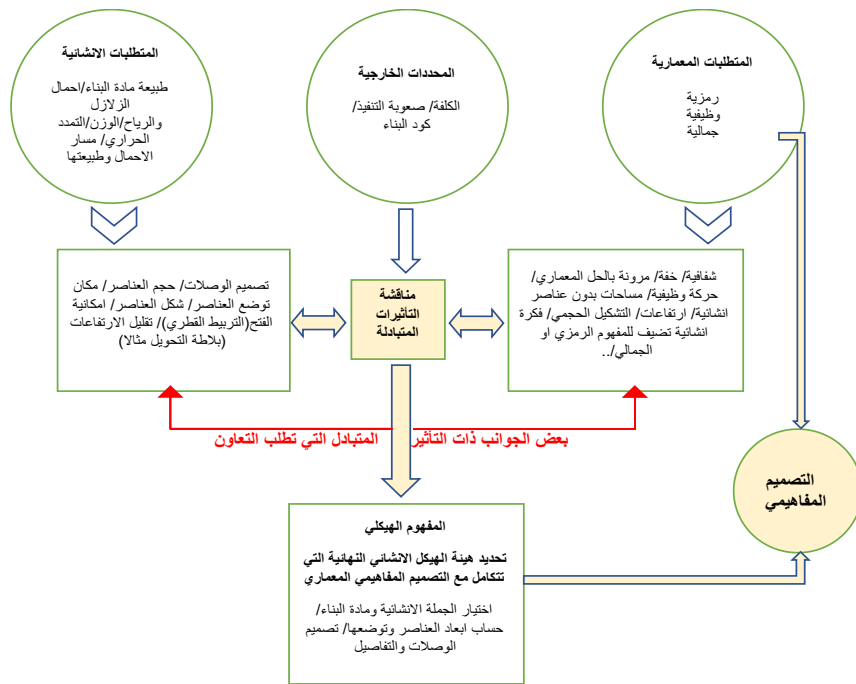 المتطلبات المعمارية
رمزية
وظيفية
جمالية
المحددات الخارجية
الكلفة/ صعوبة التنفيذ/
كود البناء
المتطلبات الانشائية
طبيعة مادة البناء/احمال
الزلازل
والرياح/الوزن/التمدد
الحراري/ مسار
الاحمال وطبيعتها
شفافية/ خفة/ مرونة بالحل المعماري/
حركة وظيفية/ مساحات بدون عناصر
انشائية/ ارتفاعات/ التشكيل الحجمي/ فكرة
انشائية تضيف للمفهوم الرمزي او
الجمالي/..
مناقشة
التأثيرات
المتبادلة
تصميم الوصلات/ حجم العناصر/ مكان
توضع العناصر/ شكل العناصر/ امكانية
الفتح(التربيط القطري)/ تقليل الارتفاعات
(بلاطة التحويل مثالا)
بعض الجوانب ذات التأثير المتبادل التي تطلب التعاون
التصميم
المفاهيمي
المفهوم الهيكلي
تحديد هيئة الهيكل الانشائي النهائية التي
تتكامل مع التصميم المفاهيمي المعماري
اختيار الجملة الانشائية ومادة البناء/
حساب ابعاد العناصر وتوضعها/ تصميم
الوصلات والتفاصيل